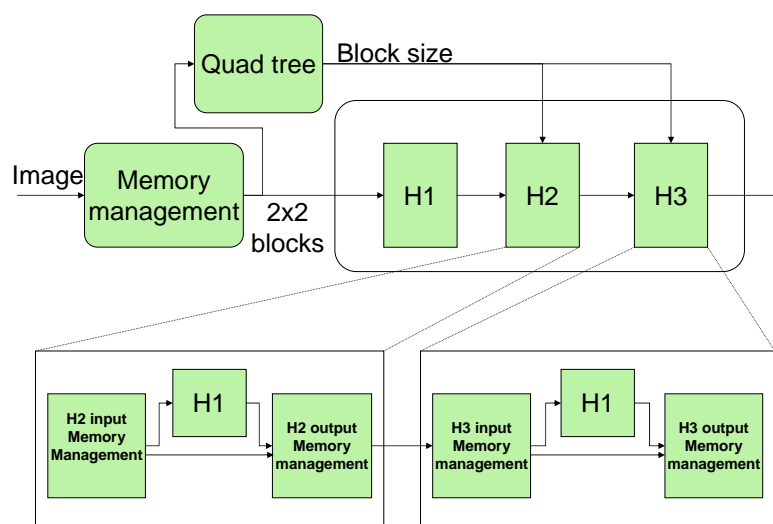 Quad tree
Block size
Image
Memory
management
2x2
blocks
H1
H2
H3
H2 input
Memory
Management
H1
H2 output
Memory
management
H3 input
Memory
management
H1
H3 output
Memory
management